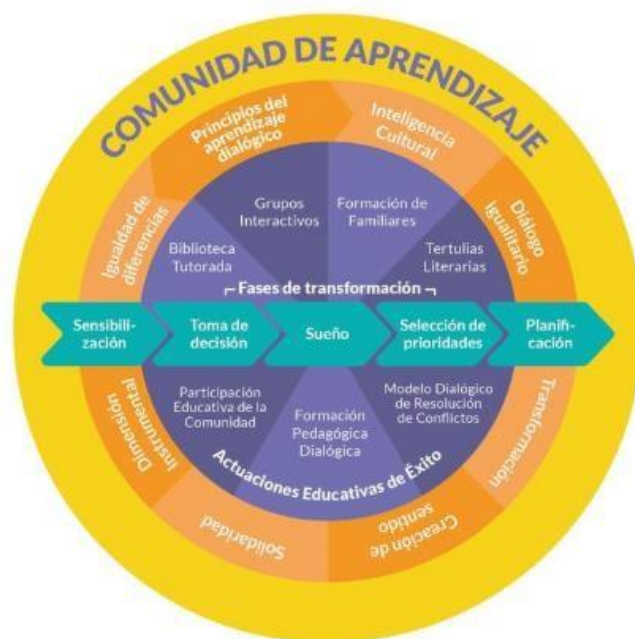 COMUNIDAD DE APRENDIZAJE
Principios del
aprendizaje
dialógico
Inteligencia
Cultural
Igualdad de
diferencias
Diálogo
Igualitario
Grupos
Interactivos
Formación de
Familiares
Biblioteca
Tutorada
Tertulias
Literarias
Fases de transformación
Sensibili-
zación
Toma de
decisión
Sueño
Selección de
prioridades
Planifi-
cación
Participación
Educativa de la
Comunidad
Formación
Pedagógica
Dialógica
Modelo Dialógico
de Resolución
de Conflictos
Actuaciones Educativas de Éxito
Dimensión
Instrumental
Solidaridad
Creación de
sentido
Transformación